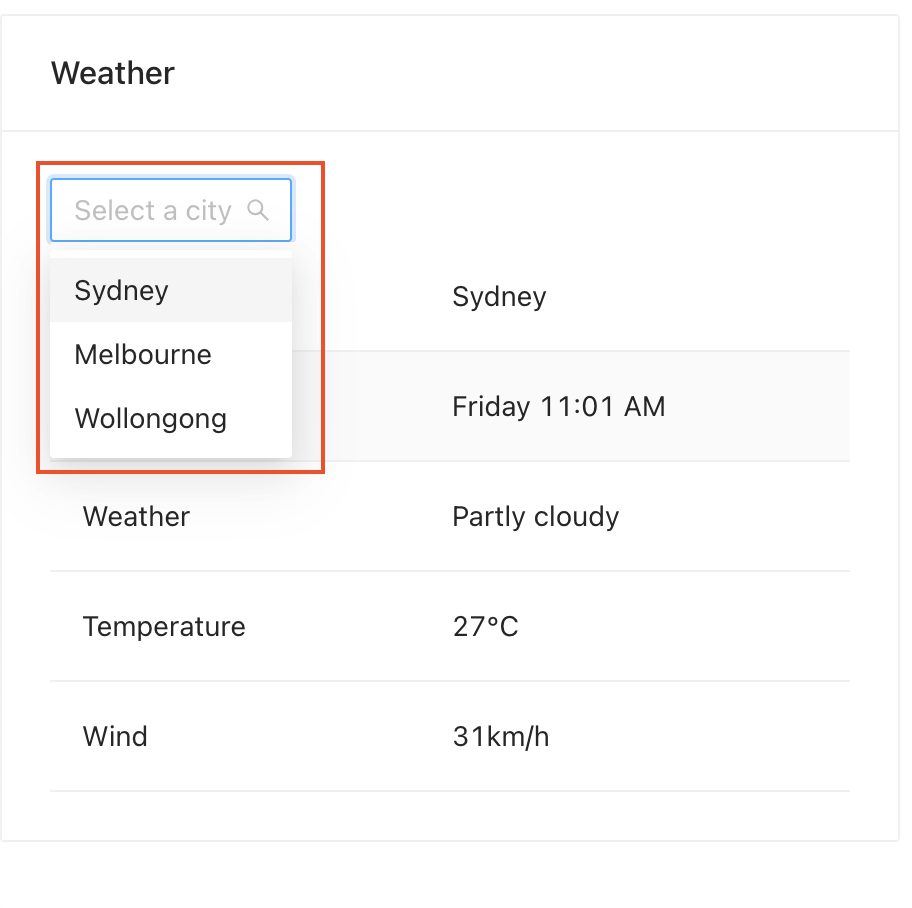 Weather
Select a city
Sydney
Melbourne
Wollongong
Sydney
Friday 11:01 AM
Weather Partly cloudy
Temperature 27°C
Wind 31km/h